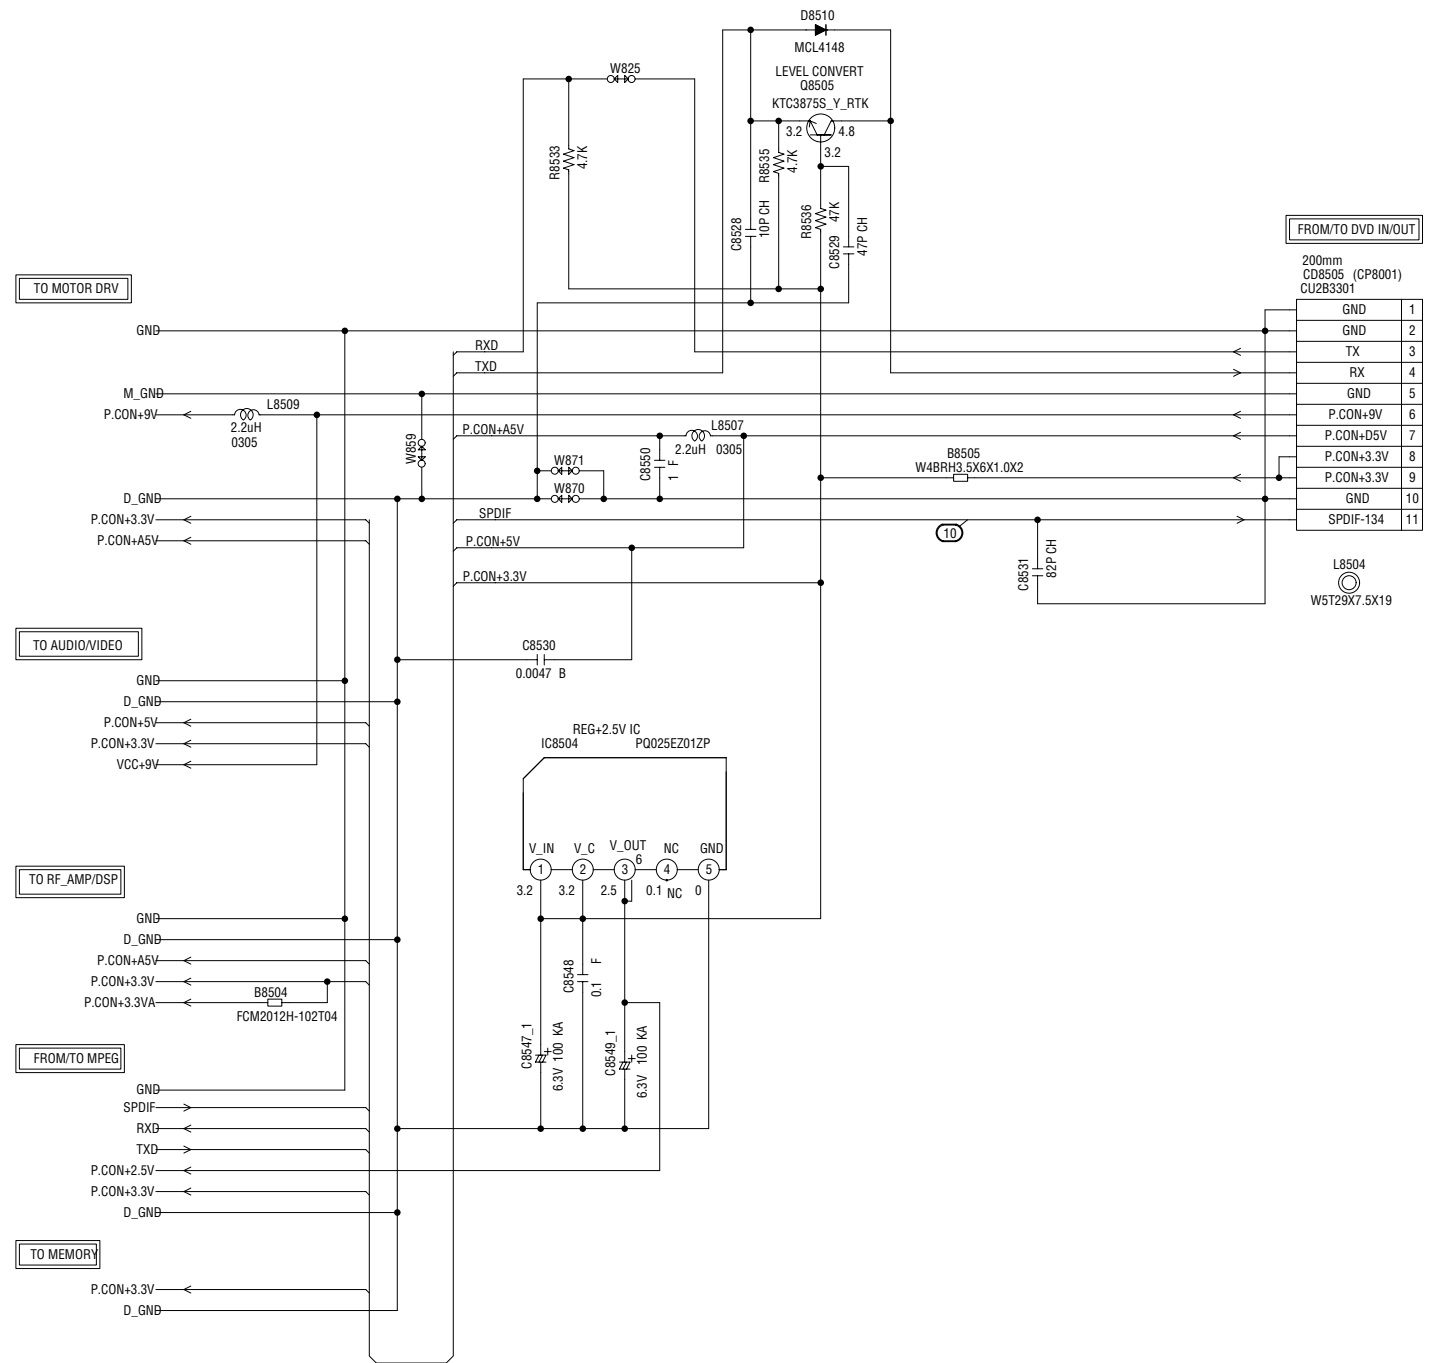 D8510
MCL4148
LEVEL CONVERT
Q8505
KTC3875S_Y_RTK
3.2
4.8
3.2
W825
R8533
4.7K
R8535
4.7K
C8528
10P CH
R8536
47K
C8529
47P CH
FROM/TO DVD IN/OUT
200mm
CD8505 (CP8001)
CU2B3301
GND 1
GND 2
TX 3
RX 4
GND 5
P.CON+9V 6
P.CON+D5V 7
P.CON+3.3V 8
P.CON+3.3V 9
GND 10
SPDIF-134 11
L8504
W5T29X7.5X19
TO MOTOR DRV
GND
M_GND
P.CON+9V
L8509
2.2uH
0305
D_GND
P.CON+3.3V
P.CON+A5V
RXD
TXD
W859
P.CON+A5V
L8507
2.2uH 0305
C8550
1 F
W871
W870
B8505
W4BRH3.5X6X1.0X2
SPDIF
10
C8531
82P CH
P.CON+5V
P.CON+3.3V
C8530
0.0047 B
TO AUDIO/VIDEO
GND
D_GND
P.CON+5V
P.CON+3.3V
VCC+9V
REG+2.5V IC
IC8504 PQ025EZ01ZP
V_IN V_C V_OUT NC GND
6
1 2 3 4 5
3.2 3.2 2.5 0.1 NC 0
C8547_1
6.3V 100 KA
C8548
0.1 F
C8549_1
6.3V 100 KA
TO RF_AMP/DSP
GND
D_GND
P.CON+A5V
P.CON+3.3V
P.CON+3.3VA
B8504
FCM2012H-102T04
FROM/TO MPEG
GND
SPDIF
RXD
TXD
P.CON+2.5V
P.CON+3.3V
D_GND
TO MEMORY
P.CON+3.3V
D_GND